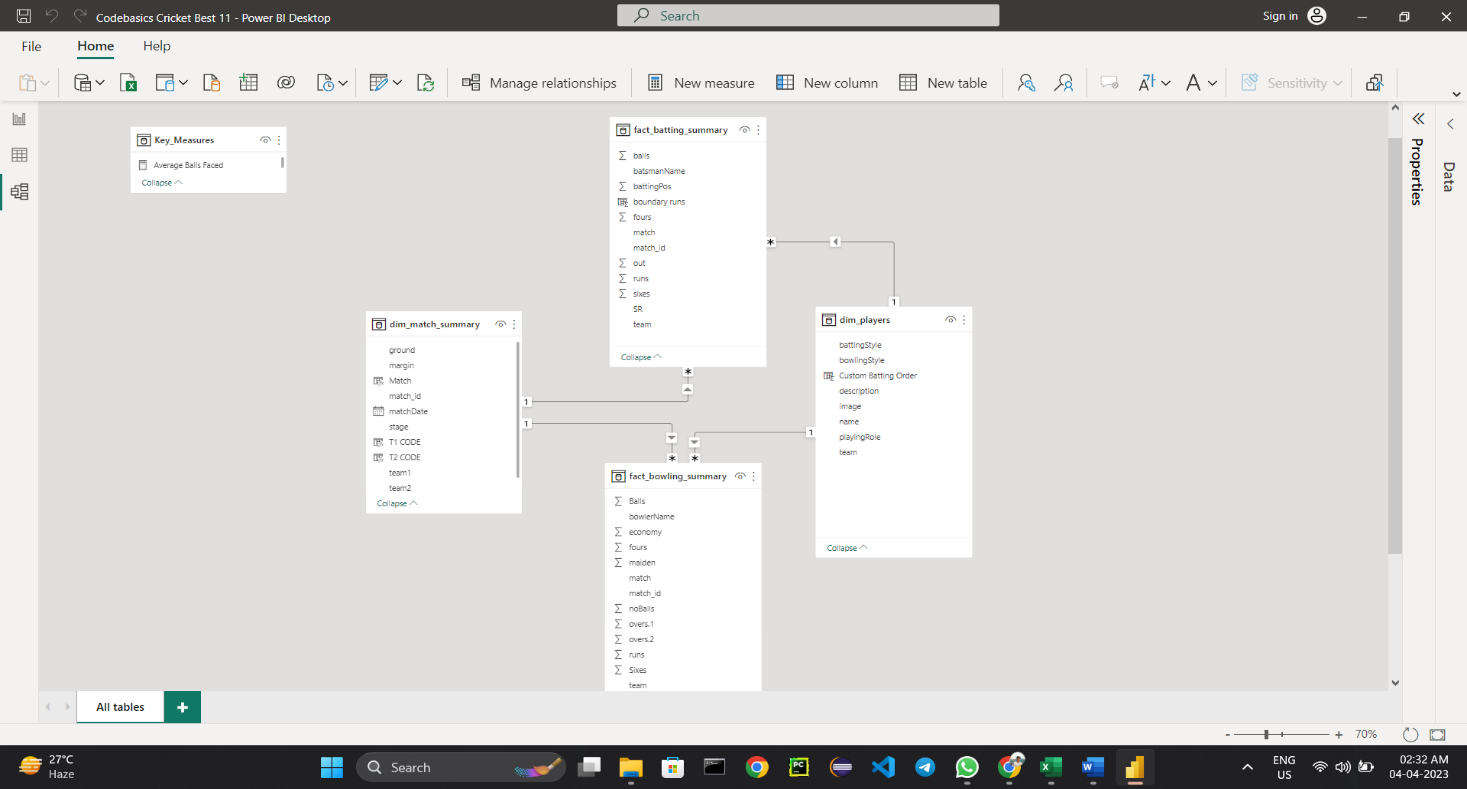 Codebasics Cricket Best 11 - Power BI Desktop
Search
Sign in
File
Home
Help
Manage relationships
New measure
New column
New table
Sensitivity
Key_Measures
Average Balls Faced
Collapse
fact_batting_summary
balls
batsmanName
battingPos
boundary runs
fours
match
match_id
out
runs
sixes
SR
team
Collapse
dim_match_summary
ground
margin
Match
match_id
matchDate
stage
T1 CODE
T2 CODE
team1
team2
Collapse
dim_players
battingStyle
bowlingStyle
Custom Batting Order
description
image
name
playingRole
team
Collapse
fact_bowling_summary
Balls
bowlerName
economy
fours
maiden
match
match_id
noBalls
overs.1
overs.2
runs
Sixes
team
Properties
Data
All tables
70%
27°C
Haze
Search
ENG
US
02:32 AM
04-04-2023